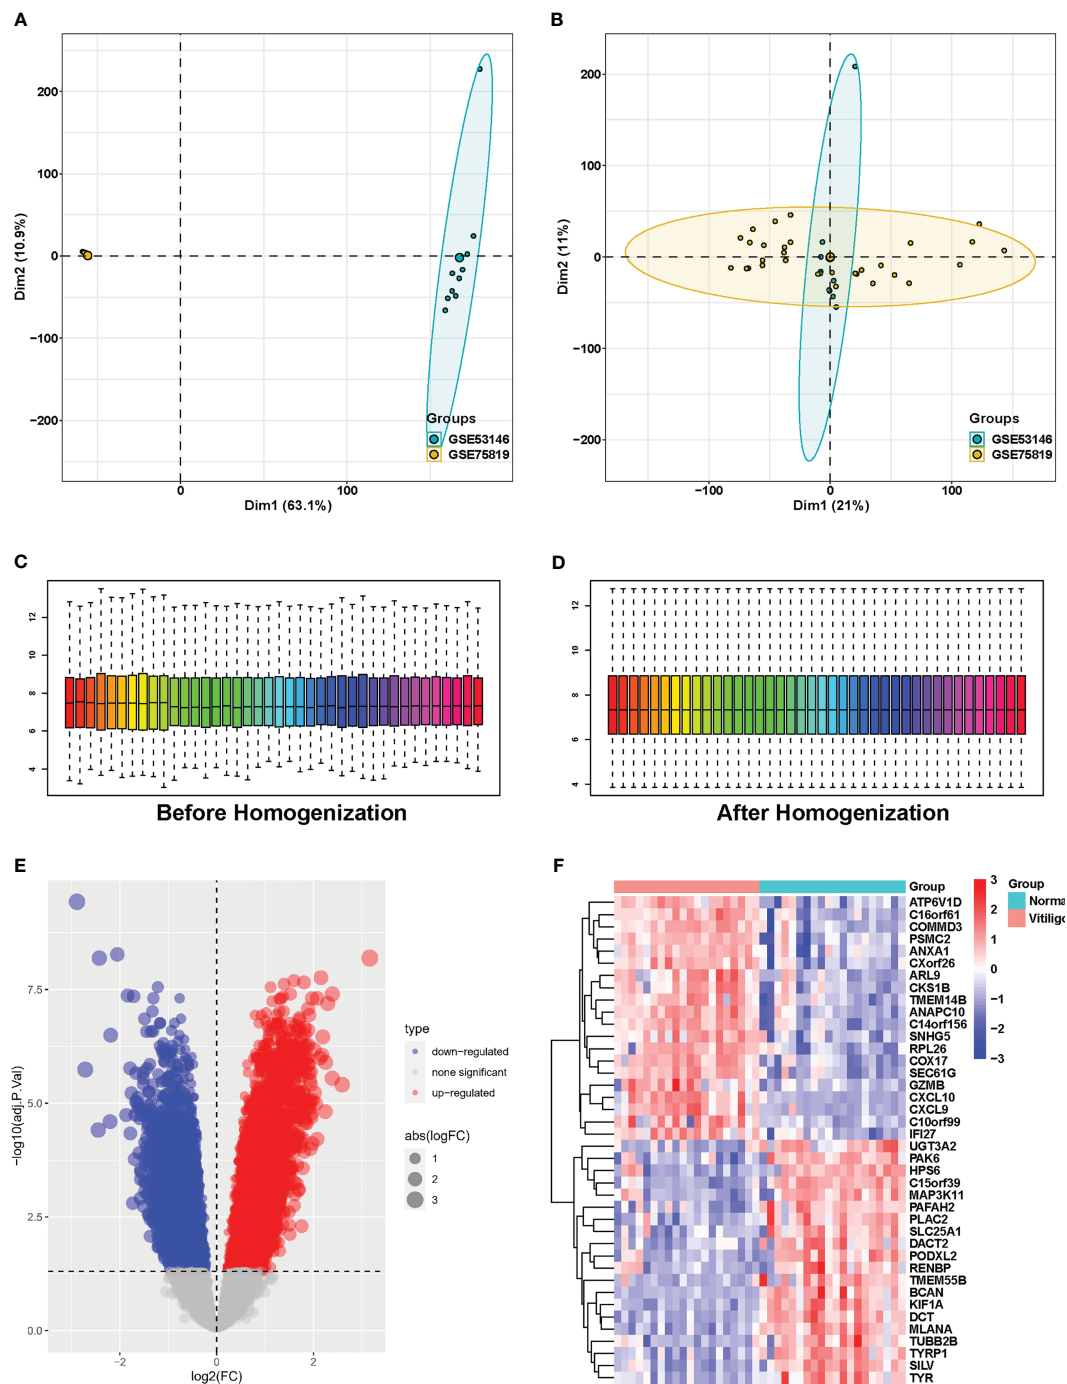 A
200
100
0
−100
−200
Dim2 (10.9%)
0
100
Dim1 (63.1%)
Groups
GSE53146
GSE75819
B
200
100
0
−100
−200
Dim2 (11%)
−100
0
100
Dim1 (21%)
Groups
GSE53146
GSE75819
C
12
10
8
6
4
Before Homogenization
D
12
10
8
6
4
After Homogenization
E
7.5
5.0
2.5
0.0
−log10(adj.P.Val)
−2
0
2
log2(FC)
type
down−regulated
none significant
up−regulated
abs(logFC)
1
2
3
F
Group
ATP6V1D
C16orf61
COMMD3
PSMC2
ANXA1
CXorf26
ARL9
CKS1B
TMEM14B
ANAPC10
C14orf156
SNHG5
RPL26
COX17
SEC61G
GZMB
CXCL10
CXCL9
C10orf99
IFI27
UGT3A2
PAK6
HPS6
C15orf39
MAP3K11
PAFAH2
PLAC2
SLC25A1
DACT2
PODXL2
RENBP
TMEM55B
BCAN
KIF1A
DCT
MLANA
TUBB2B
TYRP1
SILV
TYR
3
2
1
0
−1
−2
−3
Group
Norma
Vitiligo